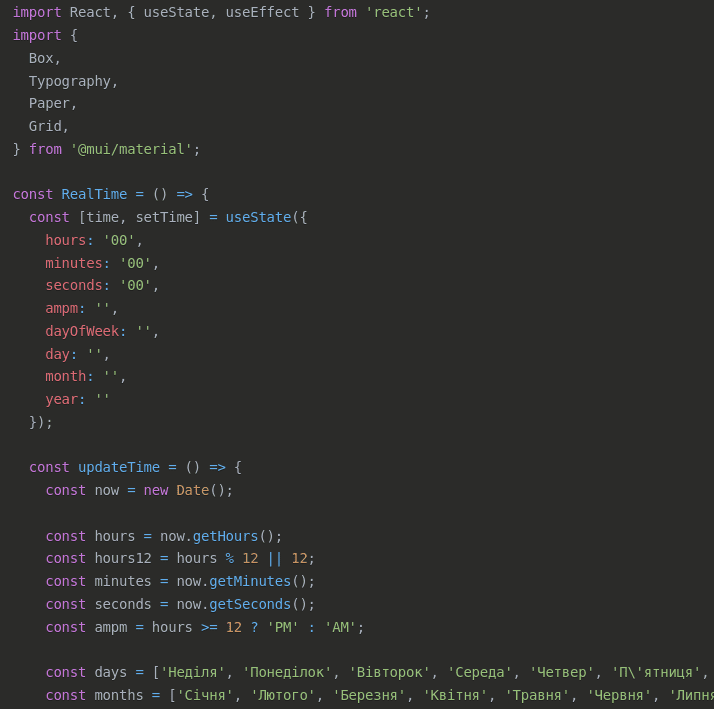 import React, { useState, useEffect } from 'react';
import {
  Box,
  Typography,
  Paper,
  Grid,
} from '@mui/material';

const RealTime = () => {
  const [time, setTime] = useState({
    hours: '00',
    minutes: '00',
    seconds: '00',
    ampm: '',
    dayOfWeek: '',
    day: '',
    month: '',
    year: ''
  });

  const updateTime = () => {
    const now = new Date();

    const hours = now.getHours();
    const hours12 = hours % 12 || 12;
    const minutes = now.getMinutes();
    const seconds = now.getSeconds();
    const ampm = hours >= 12 ? 'PM' : 'AM';

    const days = ['Неділя', 'Понеділок', 'Вівторок', 'Середа', 'Четвер', 'П\'ятниця',
    const months = ['Січня', 'Лютого', 'Березня', 'Квітня', 'Травня', 'Червня', 'Липня